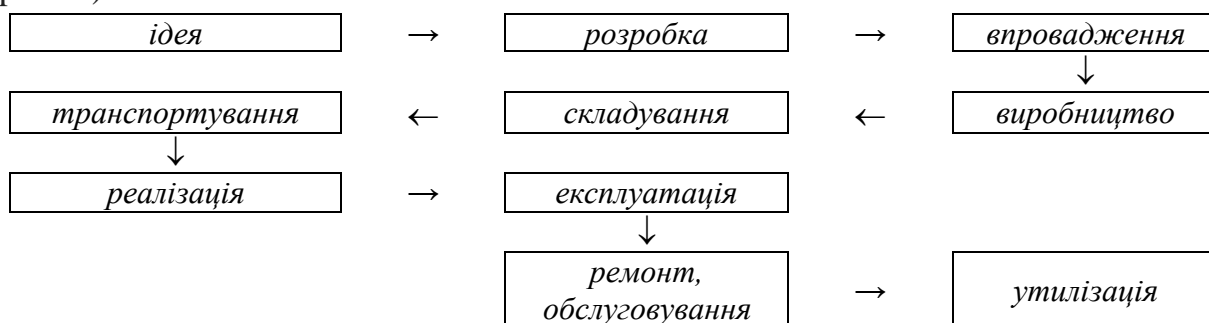 ідея → розробка → впровадження
↓
транспортування ← складування ← виробництво
↓
реалізація → експлуатація
↓
ремонт,
обслуговування → утилізація